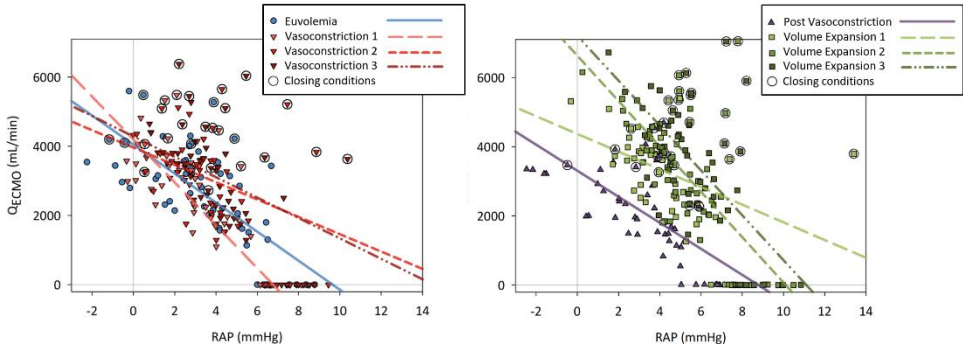 Euvolemia
Vasoconstriction 1
Vasoconstriction 2
Vasoconstriction 3
Closing conditions
6000
4000
2000
0
QECMO (mL/min)
-2 0 2 4 6 8 10 12 14
RAP (mmHg)
Post Vasoconstriction
Volume Expansion 1
Volume Expansion 2
Volume Expansion 3
Closing conditions
6000
4000
2000
0
-2 0 2 4 6 8 10 12 14
RAP (mmHg)